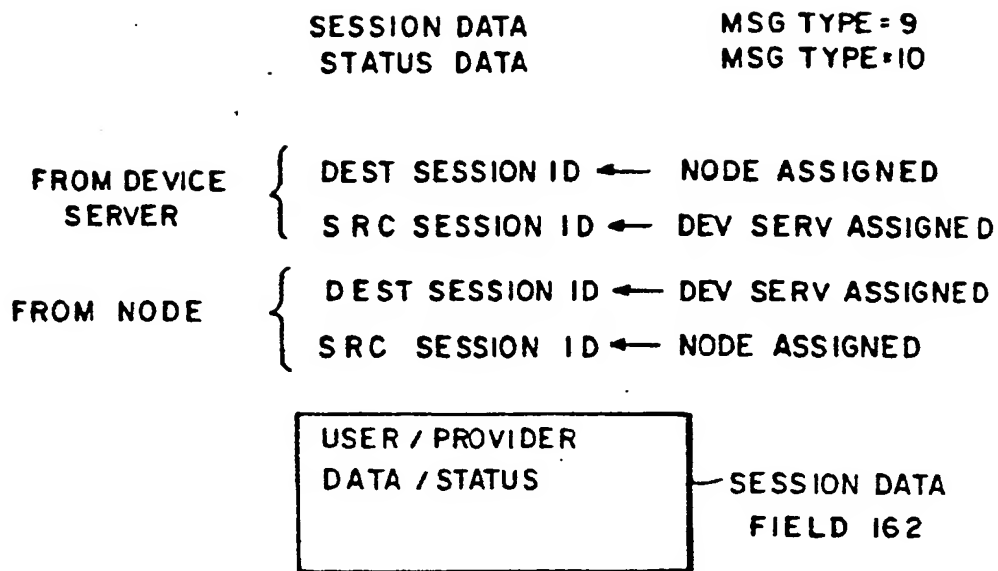 SESSION DATA MSG TYPE = 9
STATUS DATA MSG TYPE = 10
FROM DEVICE SERVER
DEST SESSION ID ← NODE ASSIGNED
SRC SESSION ID ← DEV SERV ASSIGNED
FROM NODE
DEST SESSION ID ← DEV SERV ASSIGNED
SRC SESSION ID ← NODE ASSIGNED
USER / PROVIDER
DATA / STATUS
SESSION DATA
FIELD 162